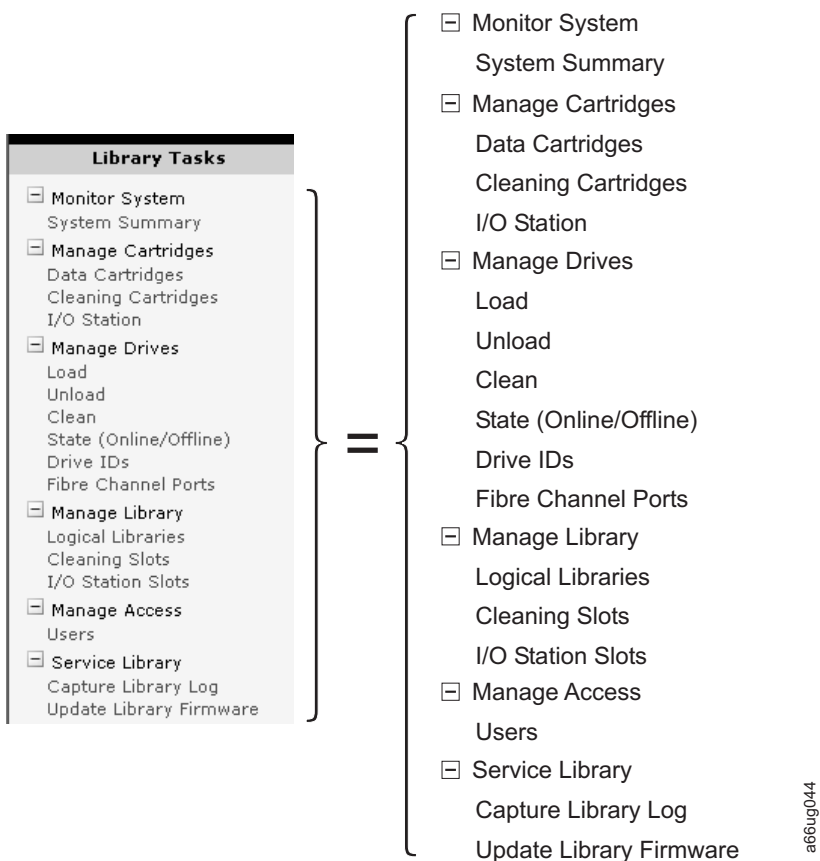 Library Tasks
Monitor System
System Summary
Manage Cartridges
Data Cartridges
Cleaning Cartridges
I/O Station
Manage Drives
Load
Unload
Clean
State (Online/Offline)
Drive IDs
Fibre Channel Ports
Manage Library
Logical Libraries
Cleaning Slots
I/O Station Slots
Manage Access
Users
Service Library
Capture Library Log
Update Library Firmware
=
Monitor System
System Summary
Manage Cartridges
Data Cartridges
Cleaning Cartridges
I/O Station
Manage Drives
Load
Unload
Clean
State (Online/Offline)
Drive IDs
Fibre Channel Ports
Manage Library
Logical Libraries
Cleaning Slots
I/O Station Slots
Manage Access
Users
Service Library
Capture Library Log
Update Library Firmware
a66ug044